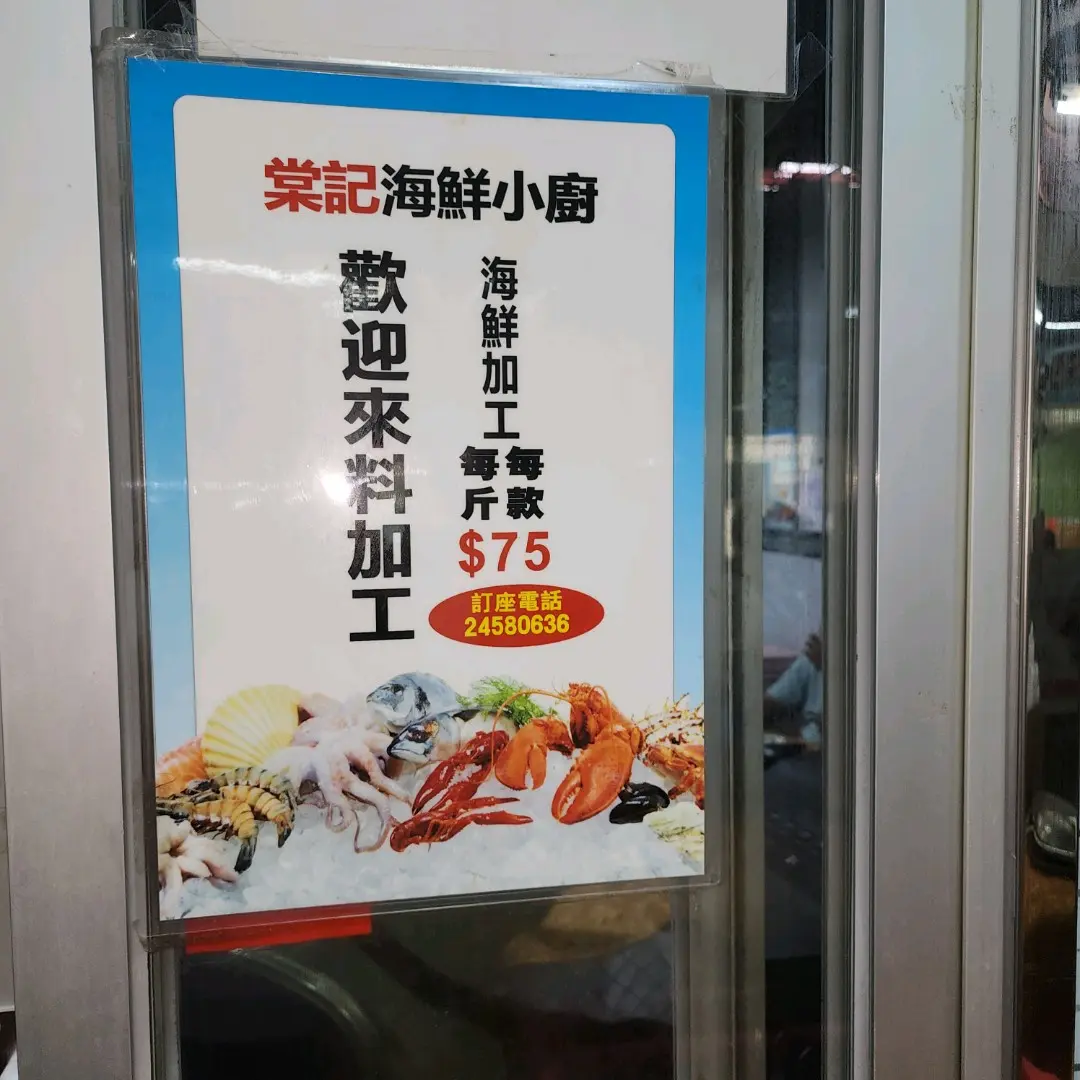 棠記海鮮小廚
海鮮加工
每款
每斤
$75
歡迎來料加工
訂座電話
24580636